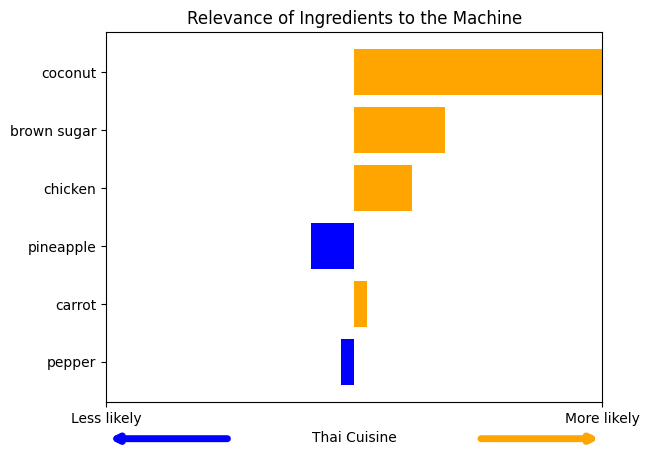 Relevance of Ingredients to the Machine
coconut
brown sugar
chicken
pineapple
carrot
pepper
Less likely
More likely
Thai Cuisine